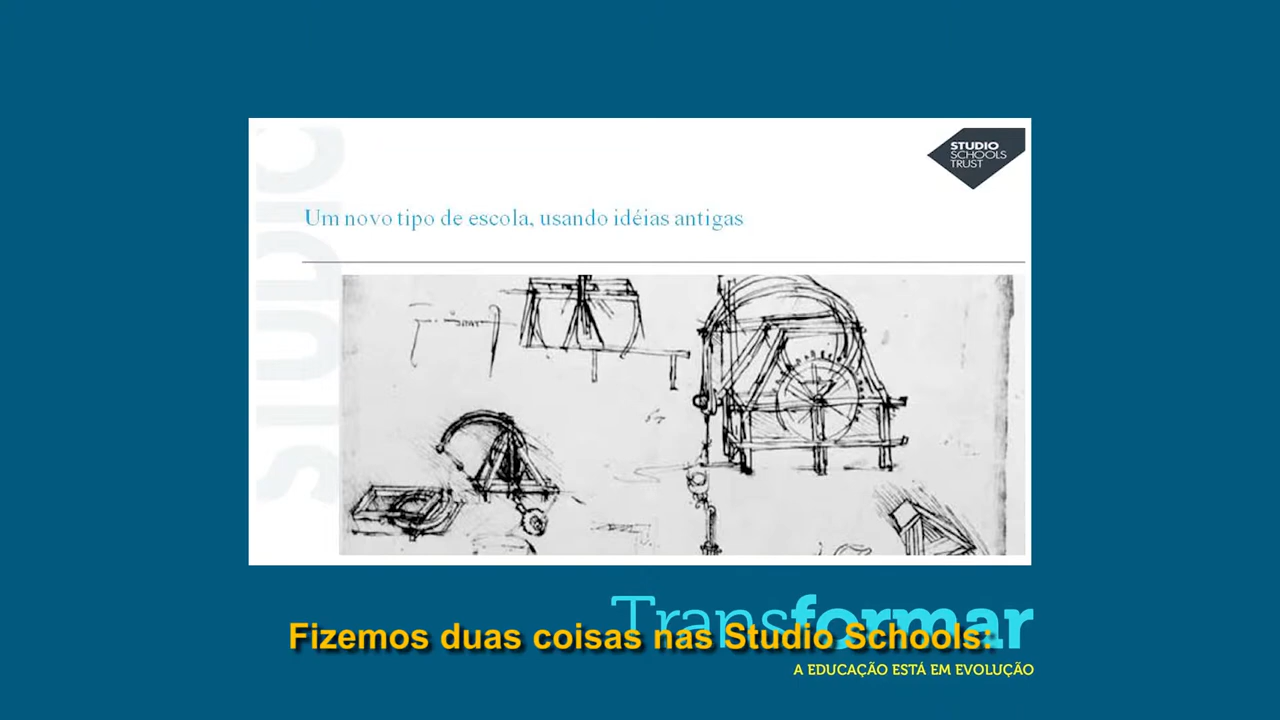 STUDIO
STUDIO
SCHOOLS
TRUST
Um novo tipo de escola, usando idéias antigas
Transformar
Fizemos duas coisas nas Studio Schools:
A EDUCAÇÃO ESTÁ EM EVOLUÇÃO